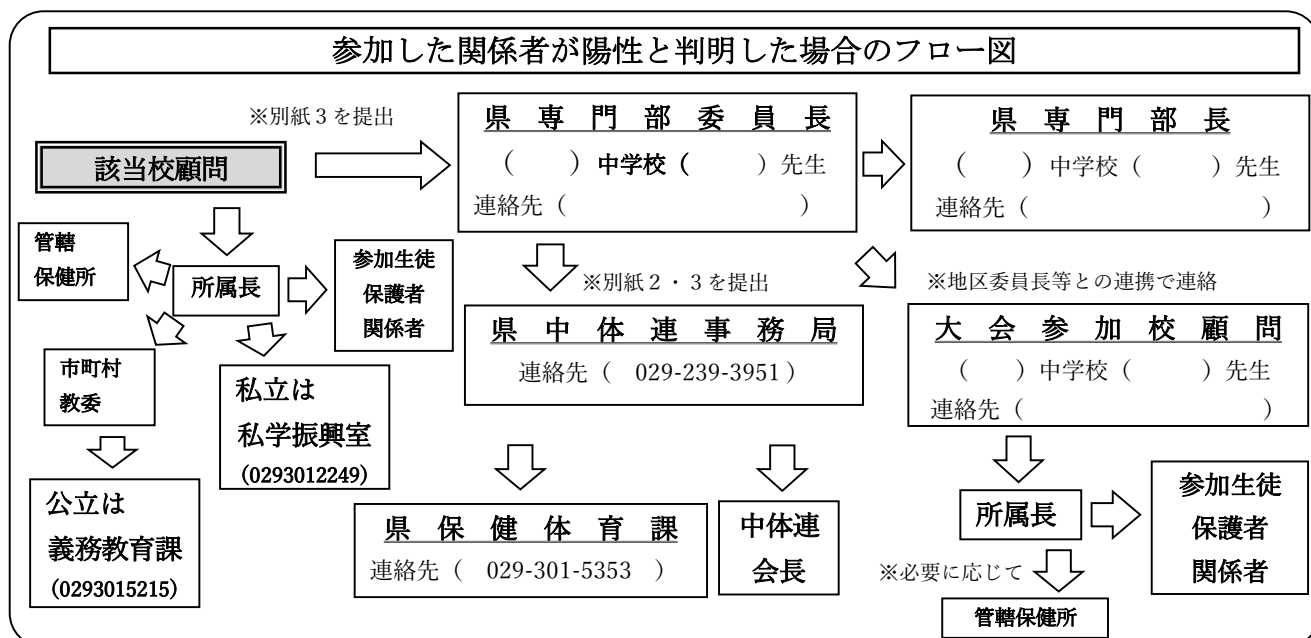 参加した関係者が陽性と判明した場合のフロー図
※別紙３を提出
該当校顧問
県専門部委員長
（　　）中学校（　　　）先生
連絡先（　　　　　　　　　　）
県専門部長
（　　）中学校（　　　）先生
連絡先（　　　　　　　　　　）
管轄
保健所
所属長
参加生徒
保護者
関係者
市町村
教委
私立は
私学振興室
(0293012249)
公立は
義務教育課
(0293015215)
※別紙２・３を提出
県中体連事務局
連絡先（　029-239-3951）
※地区委員長等との連携で連絡
大会参加校顧問
（　　）中学校（　　　）先生
連絡先（　　　　　　　　　　）
県保健体育課
連絡先（　029-301-5353　）
中体連
会長
所属長
参加生徒
保護者
関係者
※必要に応じて
管轄保健所